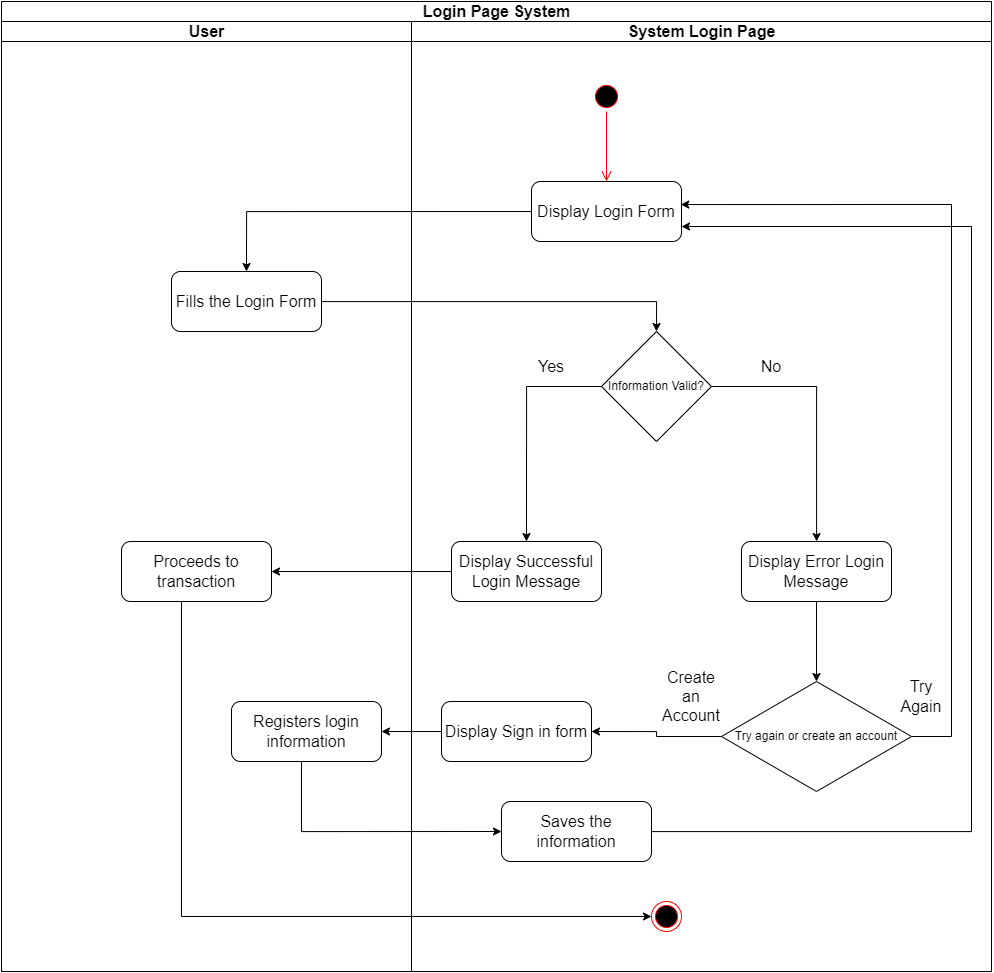 Login Page System
User
System Login Page
Display Login Form
Fills the Login Form
Yes
No
Information Valid?
Proceeds to
transaction
Display Successful
Login Message
Display Error Login
Message
Create
an
Account
Try
Again
Registers login
information
Display Sign in form
Try again or create an account
Saves the
information